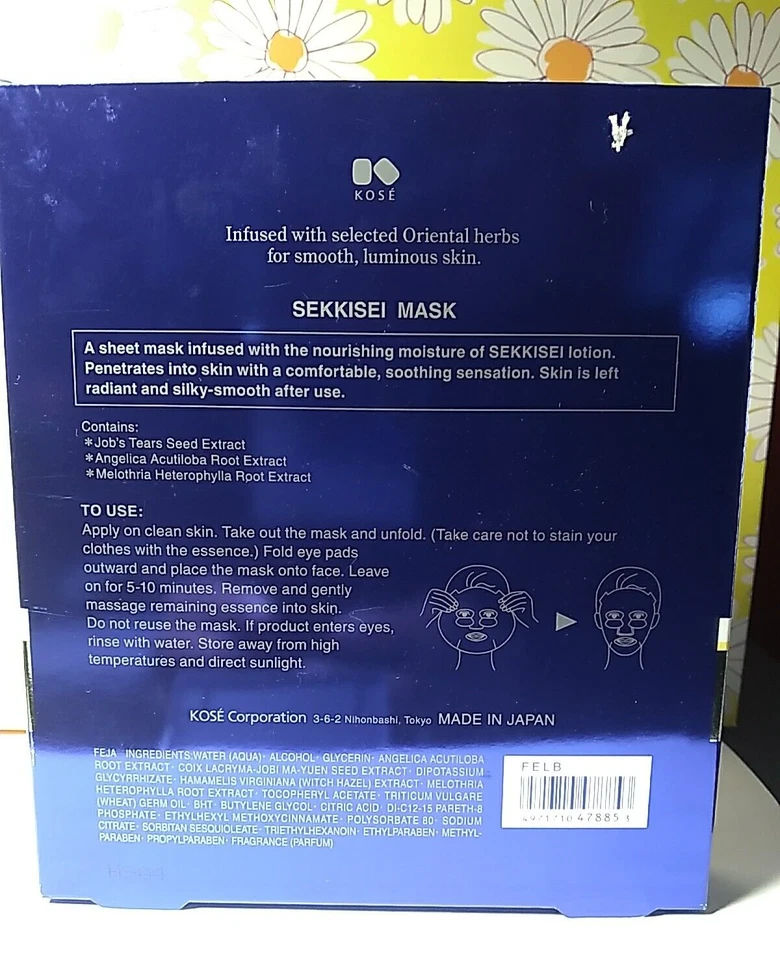 KOSÉ
Infused with selected Oriental herbs
for smooth, luminous skin.
SEKKISEI MASK
A sheet mask infused with the nourishing moisture of SEKKISEI lotion.
Penetrates into skin with a comfortable, soothing sensation. Skin is left
radiant and silky-smooth after use.
Contains:
*Job's Tears Seed Extract
*Angelica Acutiloba Root Extract
*Melothria Heterophylla Root Extract
TO USE:
Apply on clean skin. Take out the mask and unfold. (Take care not to stain your
clothes with the essence.) Fold eye pads
outward and place the mask onto face. Leave
on for 5-10 minutes. Remove and gently
massage remaining essence into skin.
Do not reuse the mask. If product enters eyes,
rinse with water. Store away from high
temperatures and direct sunlight.
KOSÉ Corporation 3-6-2 Nihonbashi, Tokyo MADE IN JAPAN
FEJA INGREDIENTS:WATER (AQUA)· ALCOHOL· GLYCERIN· ANGELICA ACUTILOBA
ROOT EXTRACT· COIX LACRYMA-JOBI MA-YUEN SEED EXTRACT· DIPOTASSIUM
GLYCYRRHIZATE· HAMAMELIS VIRGINIANA (WITCH HAZEL) EXTRACT· MELOTHRIA
HETEROPHYLLA ROOT EXTRACT· TOCOPHERYL ACETATE· TRITICUM VULGARE
(WHEAT) GERM OIL· BHT· BUTYLENE GLYCOL· CITRIC ACID· DI-C12-15 PARETH-8
PHOSPHATE· ETHYLHEXYL METHOXYCINNAMATE· POLYSORBATE 80· SODIUM
CITRATE· SORBITAN SESQUIOLEATE· TRIETHYLHEXANOIN· ETHYLPARABEN· METHYL-
PARABEN· PROPYLPARABEN· FRAGRANCE (PARFUM)
FELB
4971710 478853